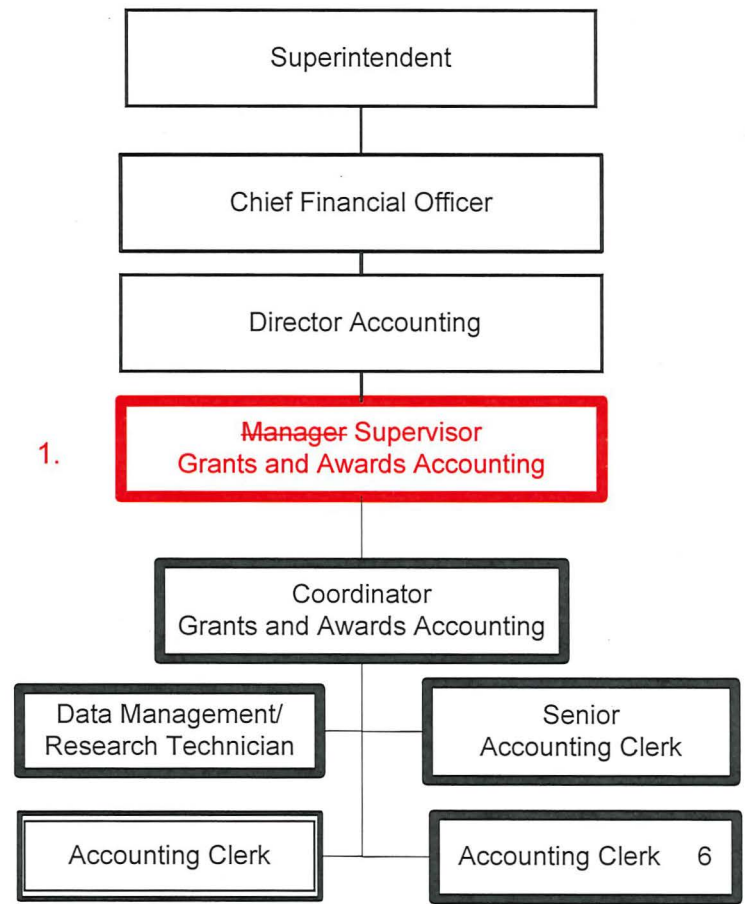 Superintendent
Chief Financial Officer
Director Accounting
1.
Manager Supervisor
Grants and Awards Accounting
Coordinator
Grants and Awards Accounting
Data Management/
Research Technician
Senior
Accounting Clerk
Accounting Clerk
Accounting Clerk 6